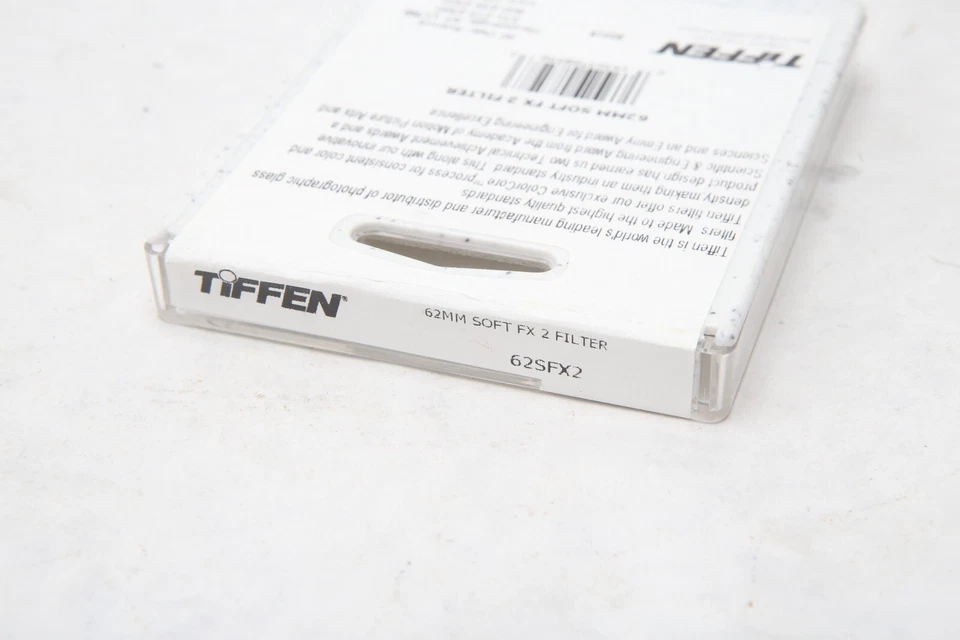 TiFFEN®
62MM SOFT FX 2 FILTER
62SFX2
Tiffen is the world's leading manufacturer and distributor of photographic glass
filters. Made to the highest quality standards
Tiffen filters offer our exclusive ColorCore™process for consistent color and
density making them an industry standard. This along with our innovative
product design has earned us two Technical Achievement Awards and a
Scientific & Engineering Award from the Academy of Motion Picture Arts and
Sciences and an Emmy Award for Engineering Excellence
62MM SOFT FX 2 FILTER
TiFFEN